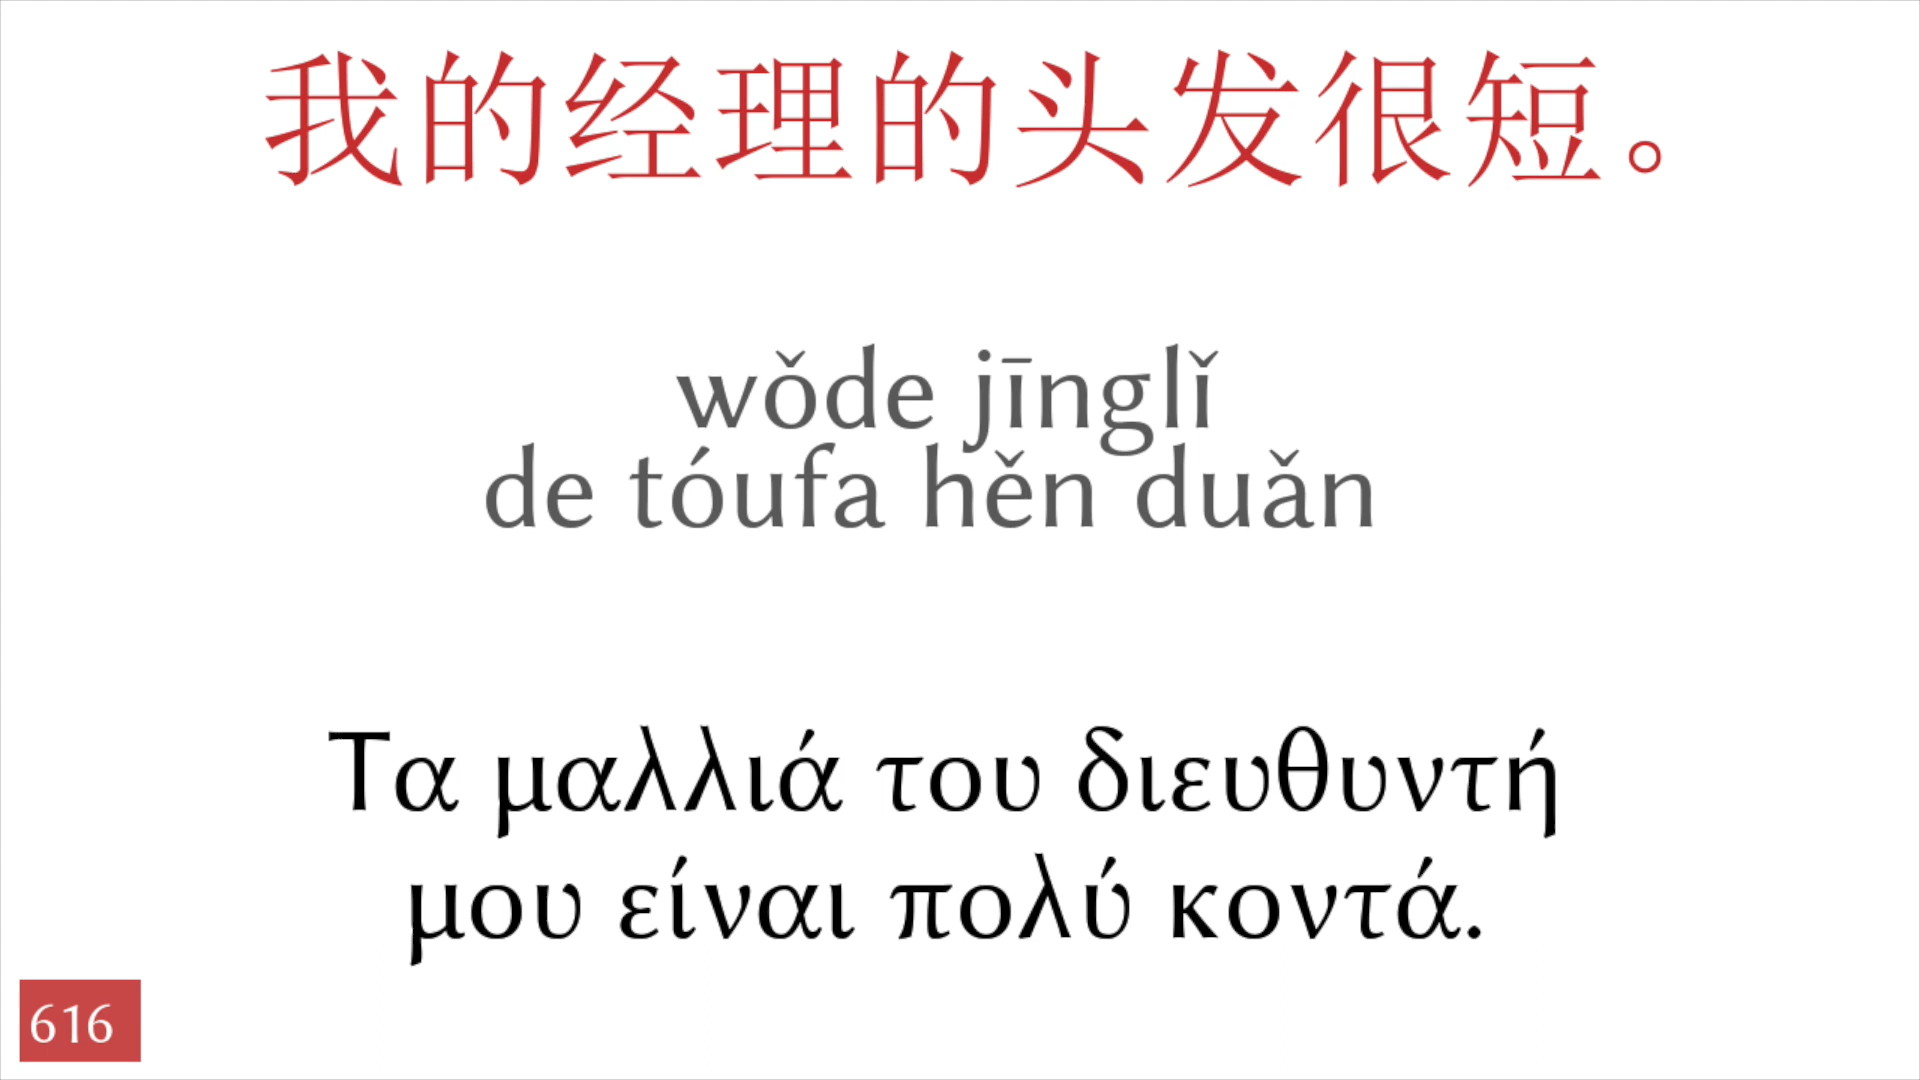 我的经理的头发很短。
wǒde jīnglǐ
de tóufa hěn duǎn
Τα μαλλιά του διευθυντή
μου είναι πολύ κοντά.
616